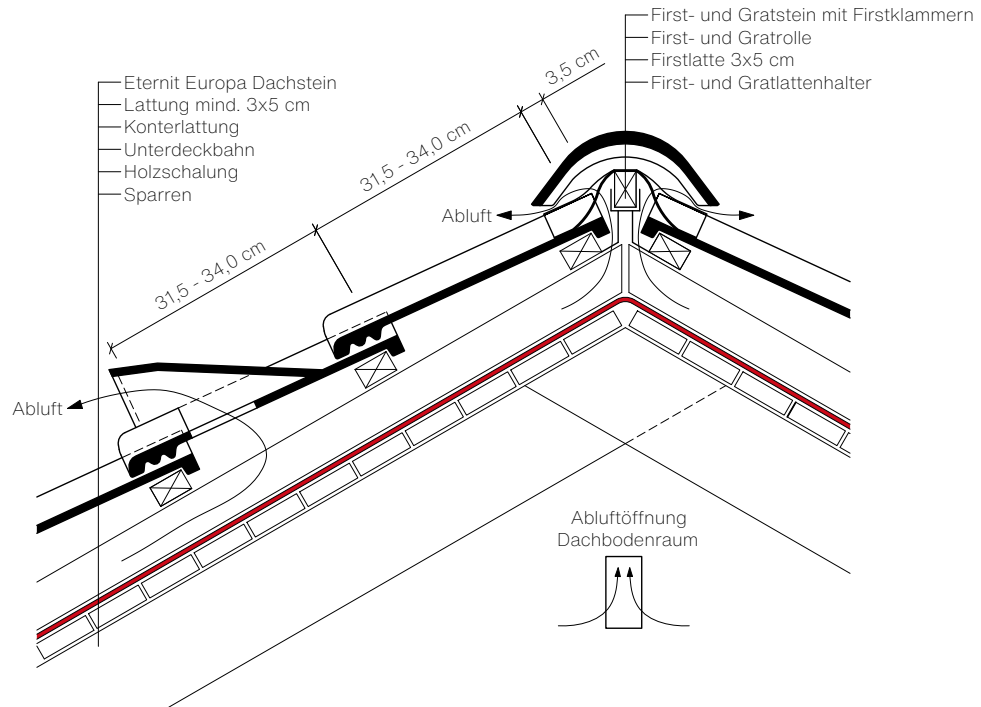 First- und Gratstein mit Firstklammern
First- und Gratrolle
Firstlatte 3x5 cm
First- und Gratlattenhalter
Eternit Europa Dachstein
Lattung mind. 3x5 cm
Konterlattung
Unterdeckbahn
Holzschalung
Sparren
3,5 cm
31,5 - 34,0 cm
31,5 - 34,0 cm
Abluft
Abluft
Abluftöffnung
Dachbodenraum